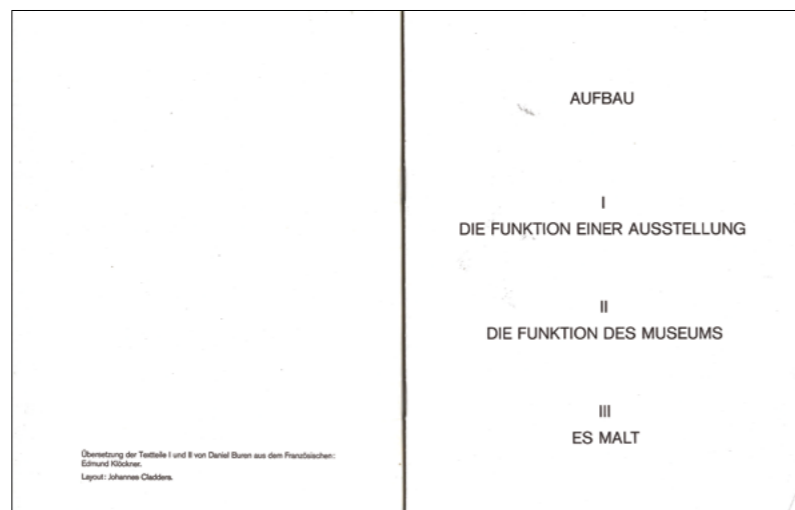 Übersetzung der Textteile I und II von Daniel Buren aus dem Französischen:
Edmund Klöckner.
Layout: Johannes Cladders.
AUFBAU
I
DIE FUNKTION EINER AUSSTELLUNG
II
DIE FUNKTION DES MUSEUMS
III
ES MALT